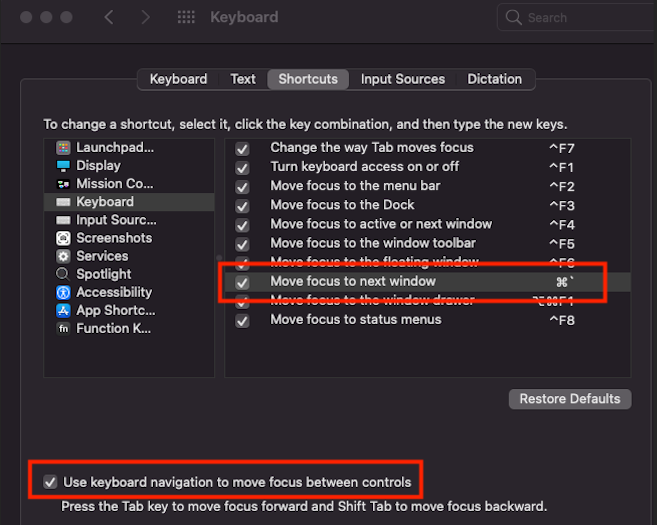 Keyboard
Search
Keyboard Text Shortcuts Input Sources Dictation
To change a shortcut, select it, click the key combination, and then type the new keys.
Launchpad...
Display
Mission Co...
Keyboard
Input Sourc...
Screenshots
Services
Spotlight
Accessibility
App Shortc...
fn Function K...
Change the way Tab moves focus ^F7
Turn keyboard access on or off ^F1
Move focus to the menu bar ^F2
Move focus to the Dock ^F3
Move focus to active or next window ^F4
Move focus to the window toolbar ^F5
Move focus to the floating window ^F6
Move focus to next window ⌘`
Move focus to the window drawer ⌥⌘F1
Move focus to status menus ^F8
Restore Defaults
Use keyboard navigation to move focus between controls
Press the Tab key to move focus forward and Shift Tab to move focus backward.